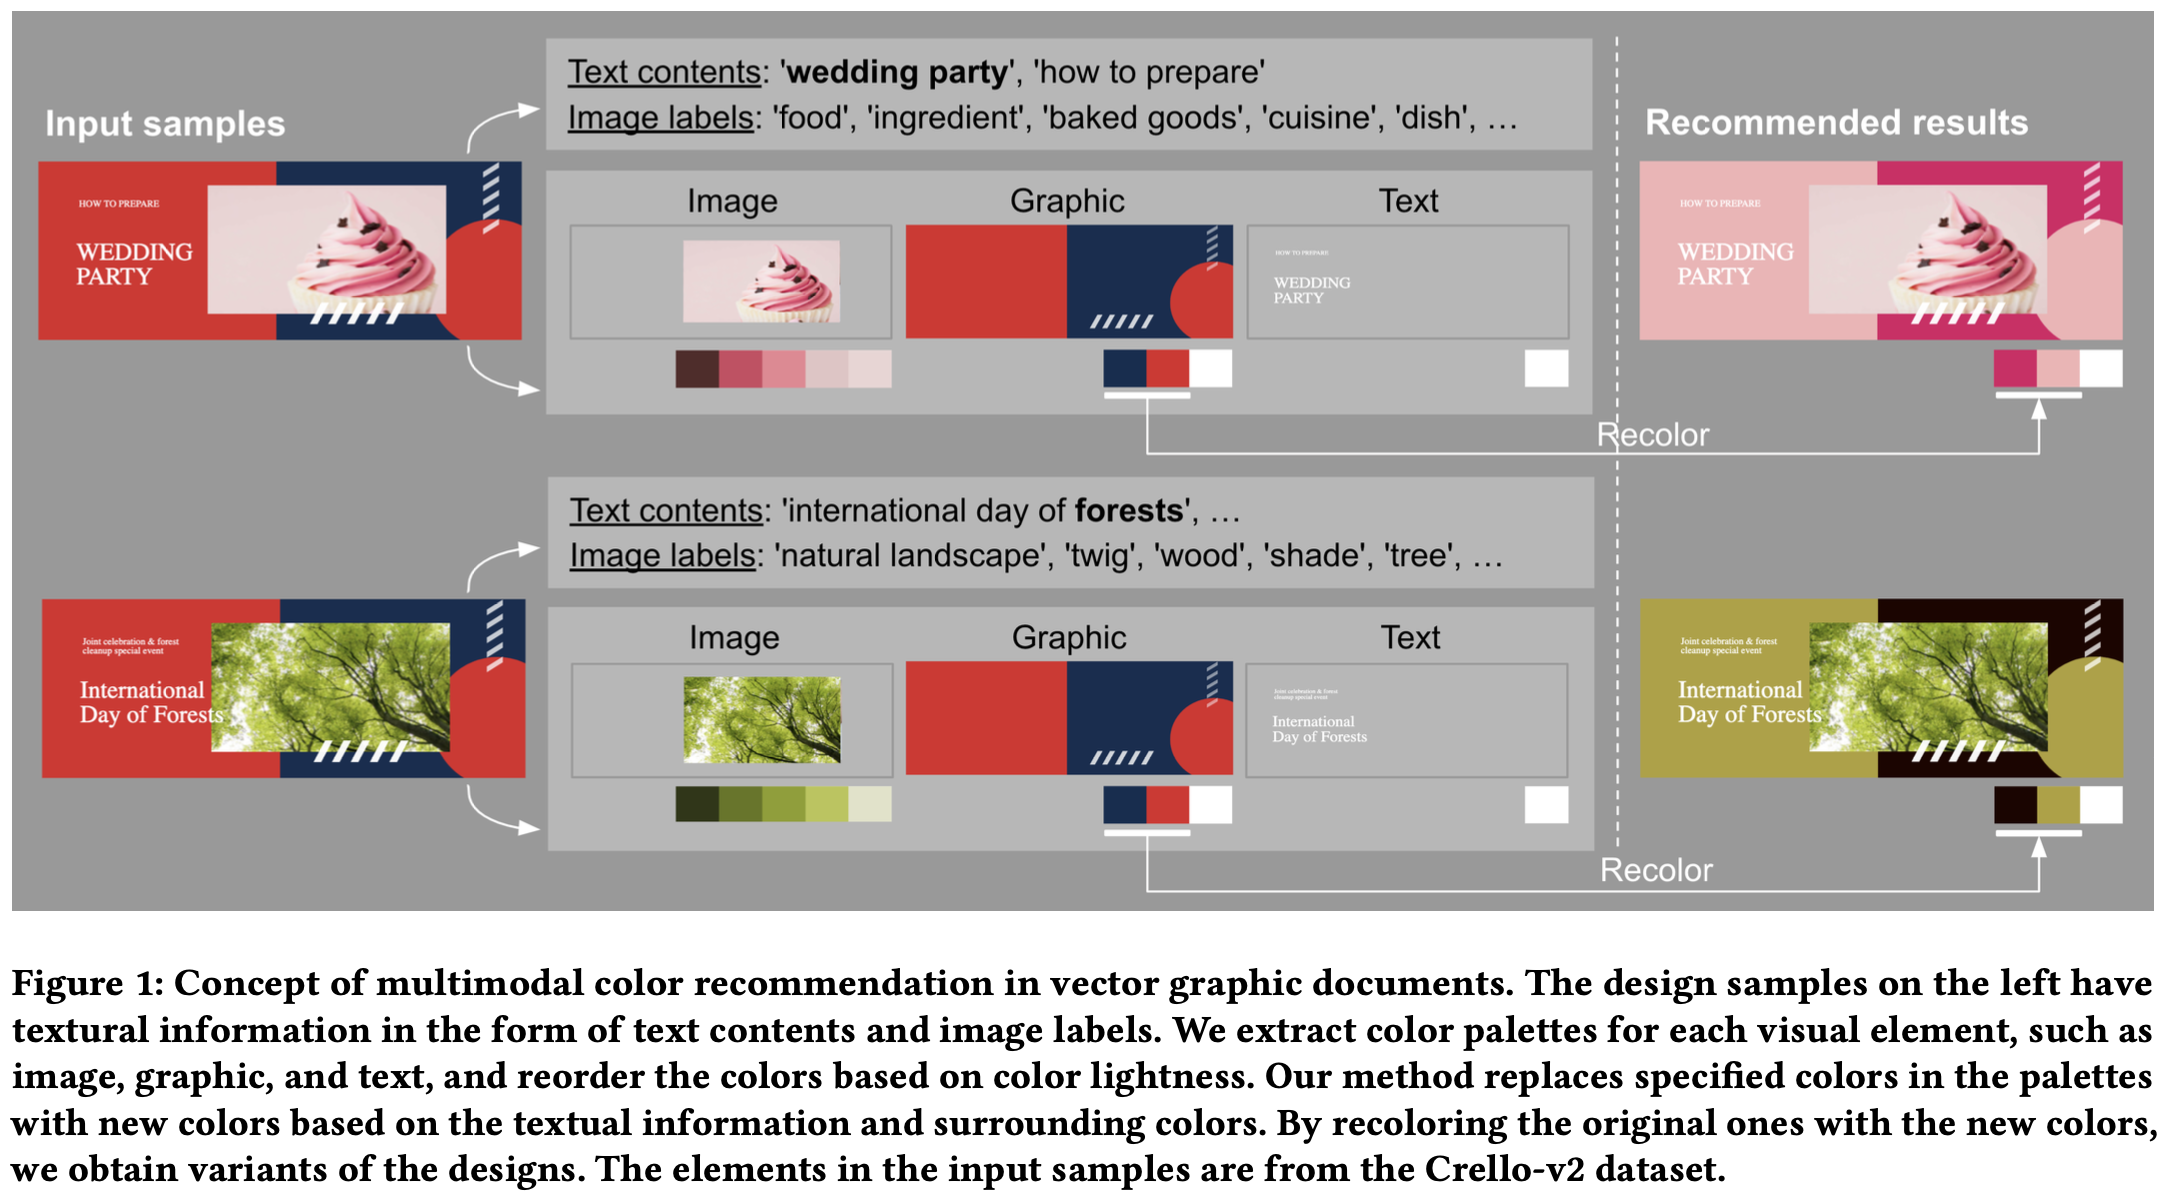 Text contents: 'wedding party', 'how to prepare'
Image labels: 'food', 'ingredient', 'baked goods', 'cuisine', 'dish', …
Input samples
Recommended results
HOW TO PREPARE
WEDDING
PARTY
Image
Graphic
Text
HOW TO PREPARE
WEDDING
PARTY
HOW TO PREPARE
WEDDING
PARTY
Recolor
Text contents: 'international day of forests', …
Image labels: 'natural landscape', 'twig', 'wood', 'shade', 'tree', …
Joint celebration & forest
cleanup special event
International
Day of Forests
Image
Graphic
Text
Joint celebration & forest
cleanup special event
International
Day of Forests
Joint celebration & forest
cleanup special event
International
Day of Forests
Recolor
Figure 1: Concept of multimodal color recommendation in vector graphic documents. The design samples on the left have
textural information in the form of text contents and image labels. We extract color palettes for each visual element, such as
image, graphic, and text, and reorder the colors based on color lightness. Our method replaces specified colors in the palettes
with new colors based on the textual information and surrounding colors. By recoloring the original ones with the new colors,
we obtain variants of the designs. The elements in the input samples are from the Crello-v2 dataset.